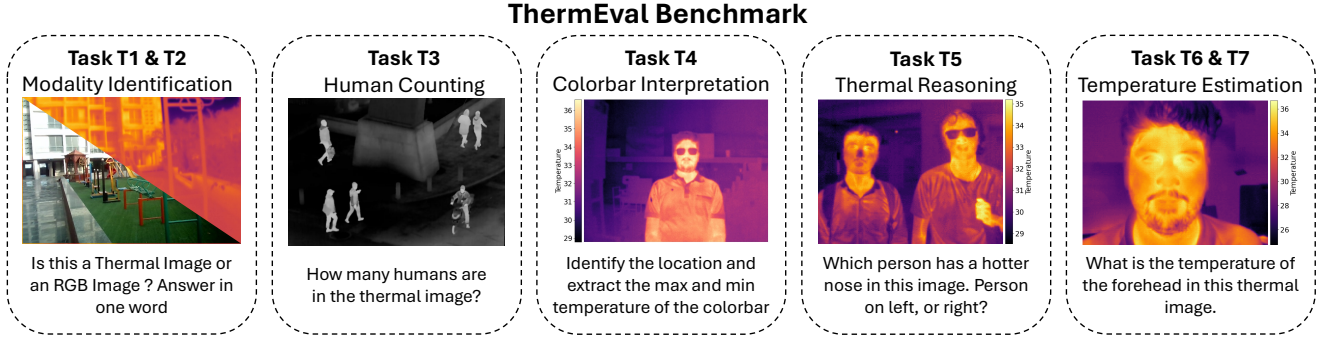 ThermEval Benchmark
Task T1 & T2
Modality Identification
Is this a Thermal Image or
an RGB Image ? Answer in
one word
Task T3
Human Counting
How many humans are
in the thermal image?
Task T4
Colorbar Interpretation
36
35
34
33
32
31
30
29
Temperature
Identify the location and
extract the max and min
temperature of the colorbar
Task T5
Thermal Reasoning
35
34
33
32
31
30
29
Temperature
Which person has a hotter
nose in this image. Person
on left, or right?
Task T6 & T7
Temperature Estimation
36
34
32
30
28
26
Temperature
What is the temperature of
the forehead in this thermal
image.